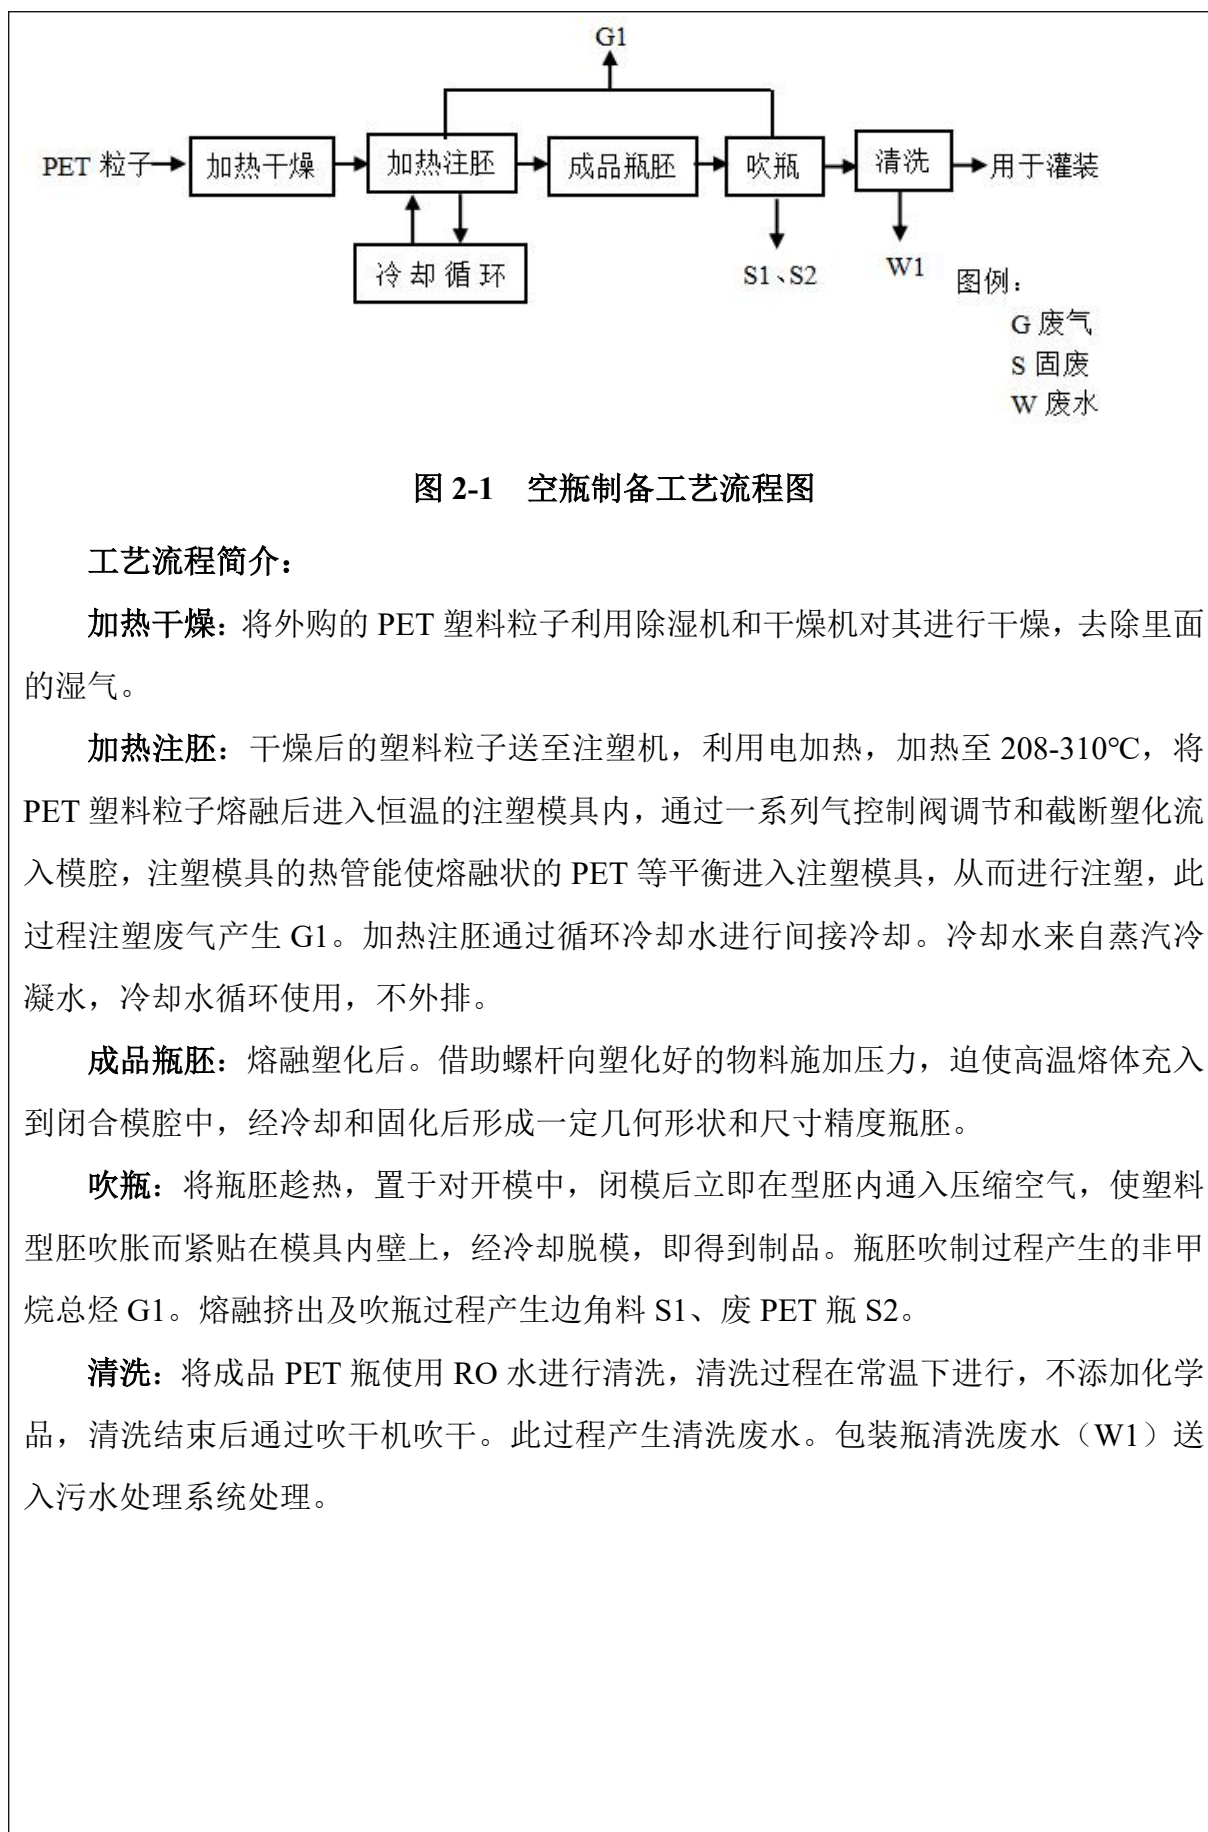 G1
PET 粒子 加热干燥 加热注胚 成品瓶胚 吹瓶 清洗 用于灌装
冷却循环 S1、S2 W1
图例：
G 废气
S 固废
W 废水
图 2-1 空瓶制备工艺流程图
工艺流程简介：
加热干燥：将外购的 PET 塑料粒子利用除湿机和干燥机对其进行干燥，去除里面
的湿气。
加热注胚：干燥后的塑料粒子送至注塑机，利用电加热，加热至 208-310℃，将
PET 塑料粒子熔融后进入恒温的注塑模具内，通过一系列气控制阀调节和截断塑化流
入模腔，注塑模具的热管能使熔融状的 PET 等平衡进入注塑模具，从而进行注塑，此
过程注塑废气产生 G1。加热注胚通过循环冷却水进行间接冷却。冷却水来自蒸汽冷
凝水，冷却水循环使用，不外排。
成品瓶胚：熔融塑化后。借助螺杆向塑化好的物料施加压力，迫使高温熔体充入
到闭合模腔中，经冷却和固化后形成一定几何形状和尺寸精度瓶胚。
吹瓶：将瓶胚趁热，置于对开模中，闭模后立即在型胚内通入压缩空气，使塑料
型胚吹胀而紧贴在模具内壁上，经冷却脱模，即得到制品。瓶胚吹制过程产生的非甲
烷总烃 G1。熔融挤出及吹瓶过程产生边角料 S1、废 PET 瓶 S2。
清洗：将成品 PET 瓶使用 RO 水进行清洗，清洗过程在常温下进行，不添加化学
品，清洗结束后通过吹干机吹干。此过程产生清洗废水。包装瓶清洗废水（W1）送
入污水处理系统处理。